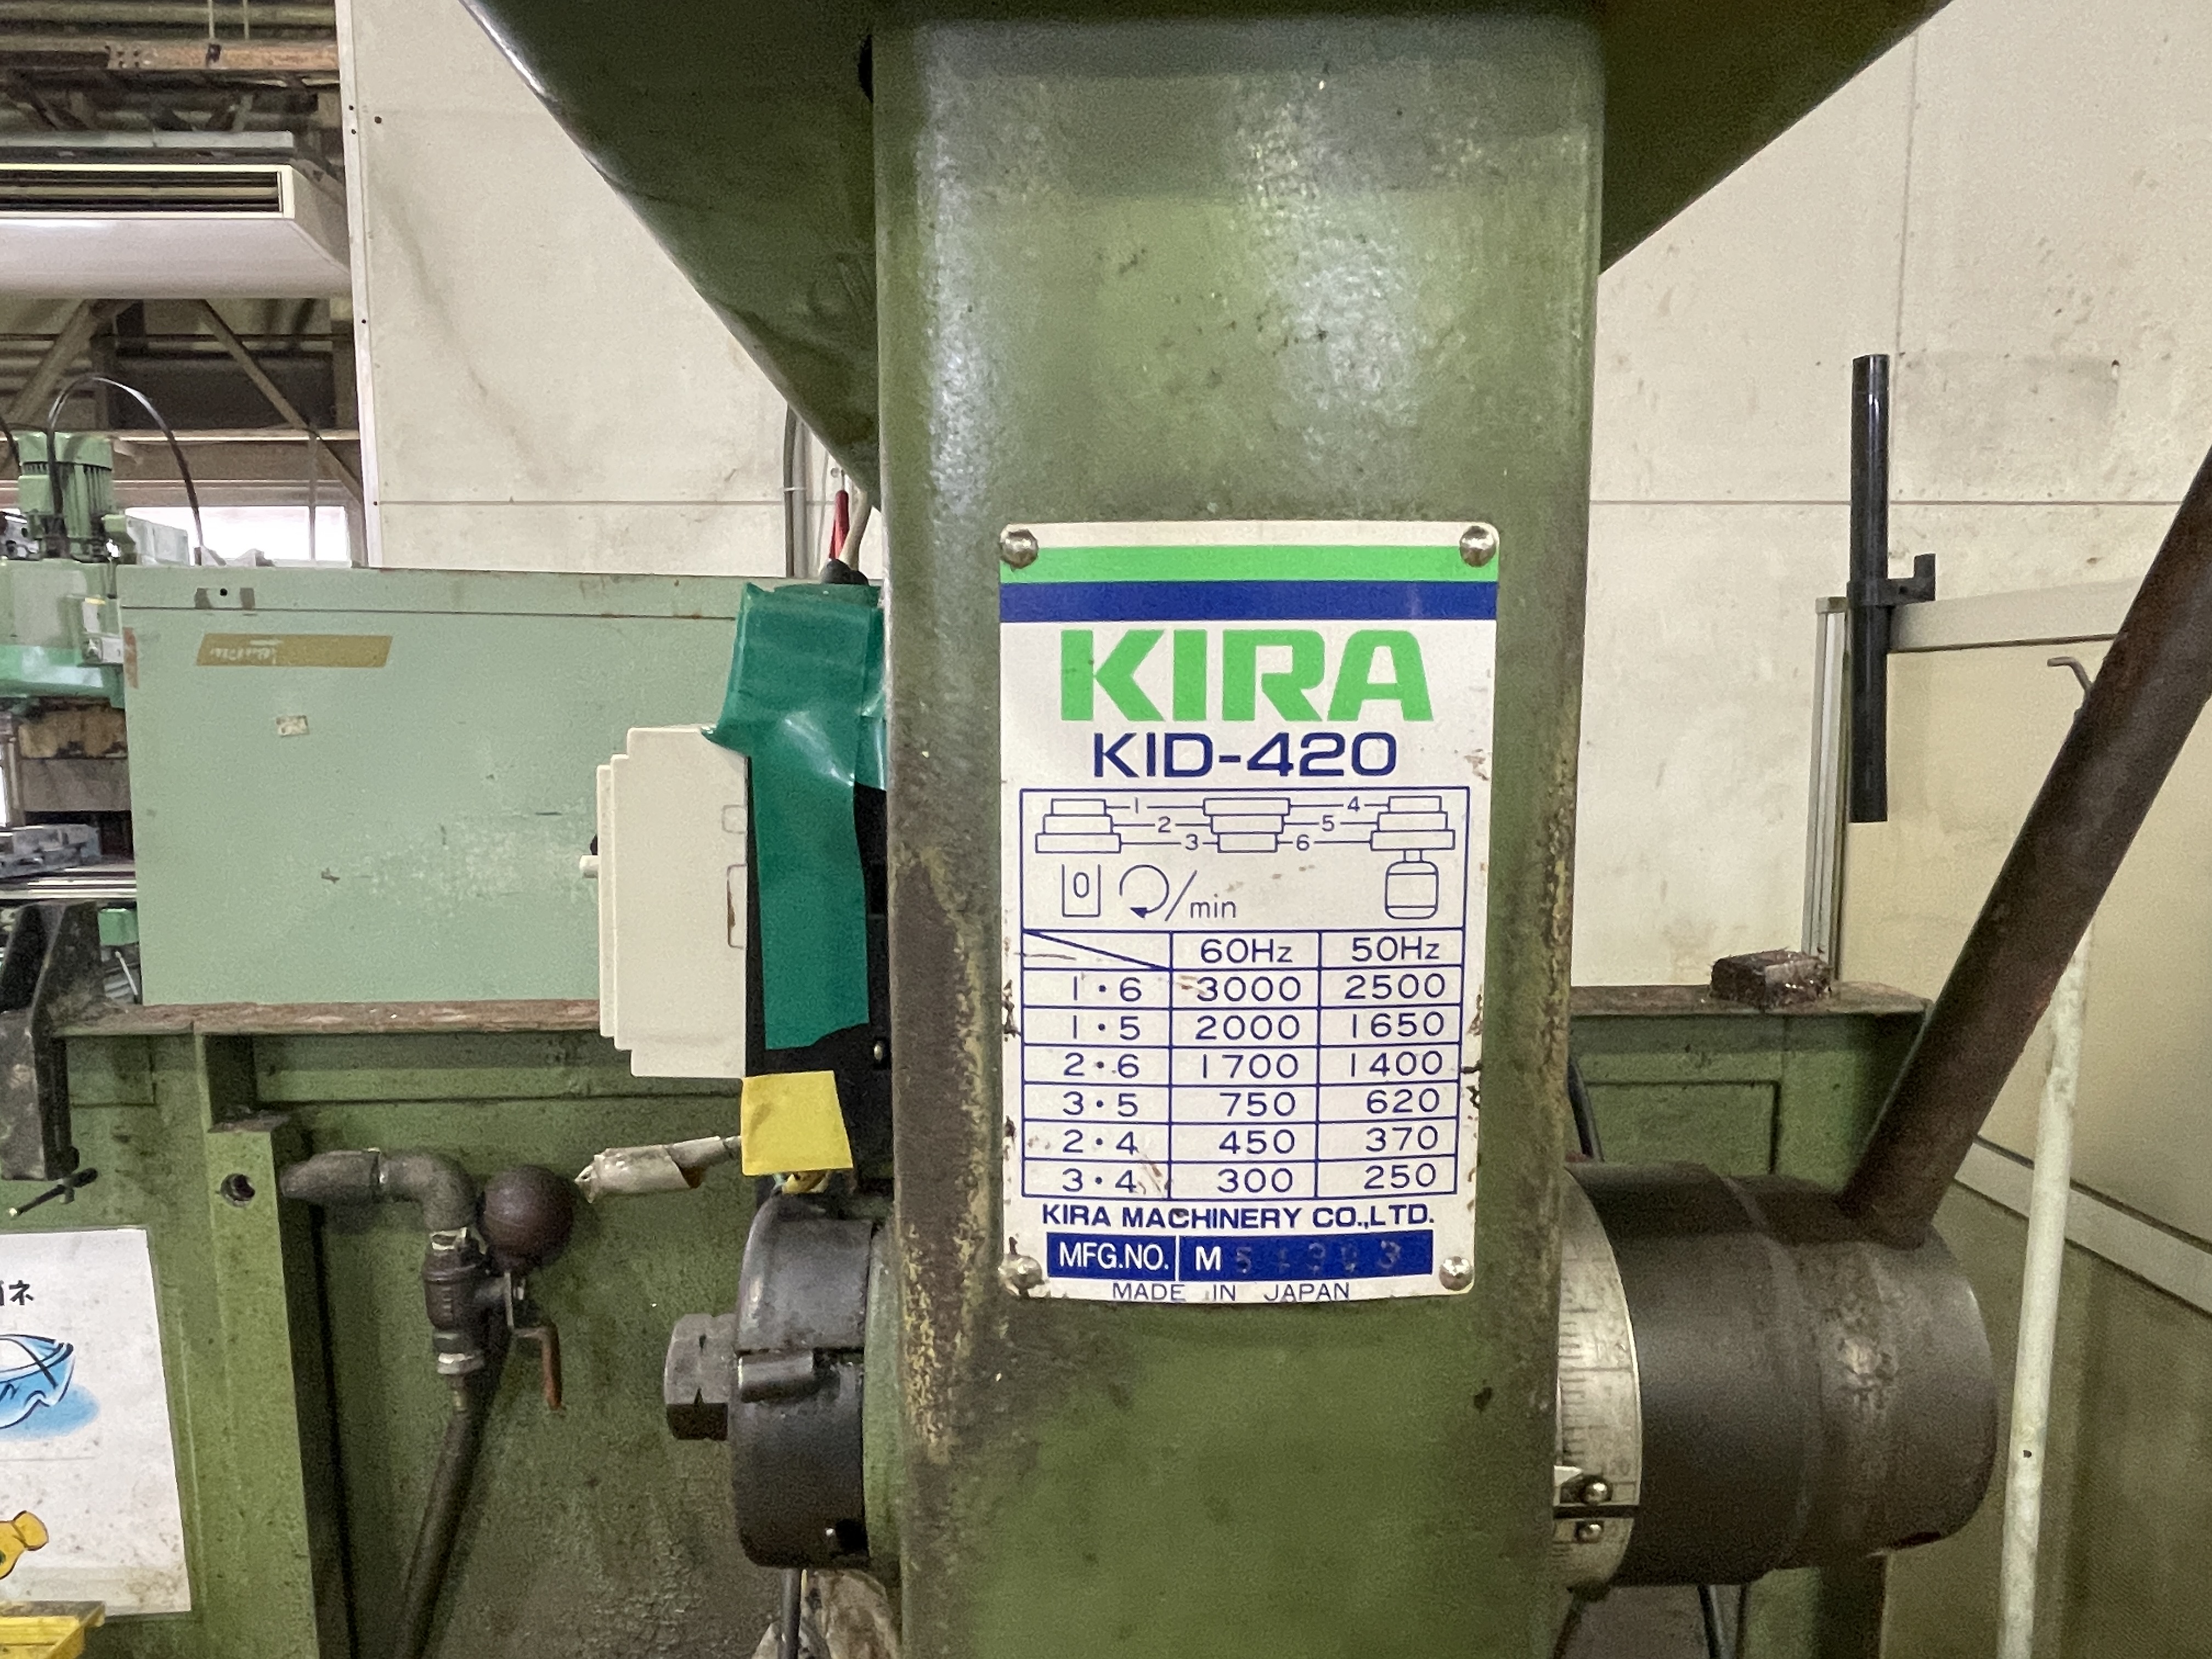 KIRA
KID-420
1 4
2 5
3 6
0 /min
60Hz 50Hz
1・6 3000 2500
1・5 2000 1650
2・6 1700 1400
3・5 750 620
2・4 450 370
3・4 300 250
KIRA MACHINERY CO.,LTD.
MFG.NO. M
MADE IN JAPAN
ネ